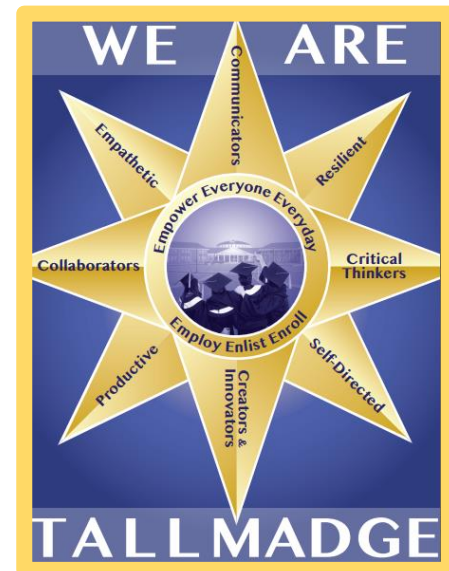 WE ARE
Communicators
Empathetic
Resilient
Empower Everyone Everyday
Collaborators
Critical
Thinkers
Employ Enlist Enroll
Productive
Self-Directed
Creators &
Innovators
TALLMADGE